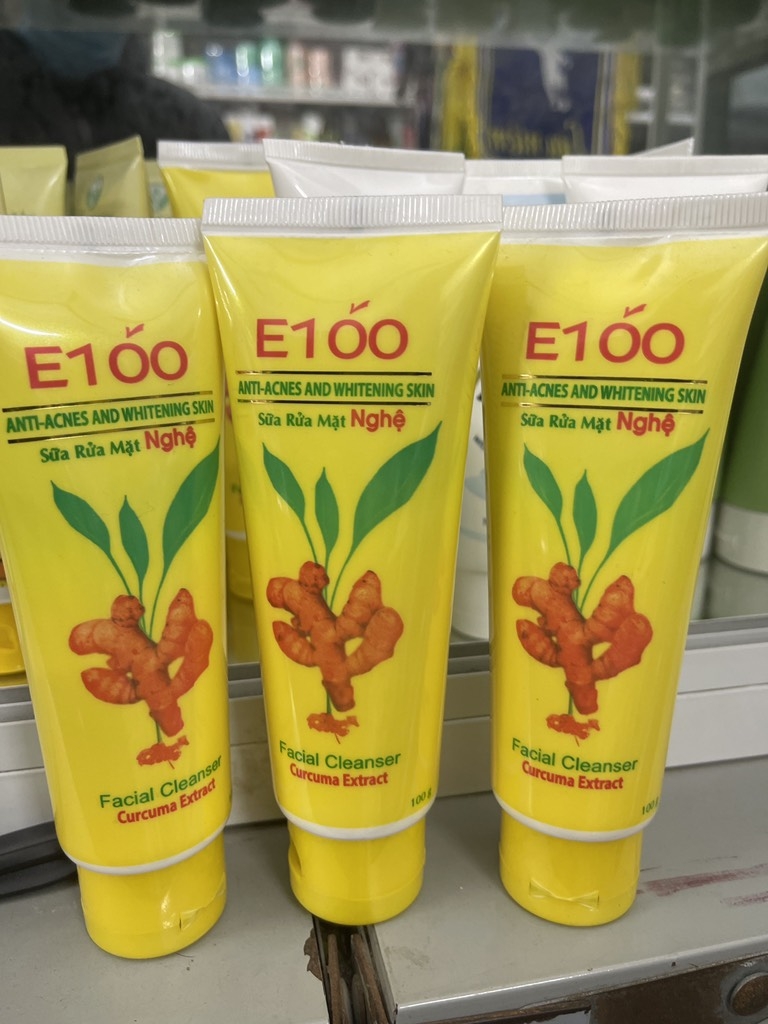 E100
ANTI-ACNES AND WHITENING SKIN
Sữa Rửa Mặt Nghệ
Facial Cleanser
Curcuma Extract
E100
ANTI-ACNES AND WHITENING SKIN
Sữa Rửa Mặt Nghệ
Facial Cleanser
Curcuma Extract
100 g
E100
ANTI-ACNES AND WHITENING SKIN
Sữa Rửa Mặt Nghệ
Facial Cleanser
Curcuma Extract
100 g